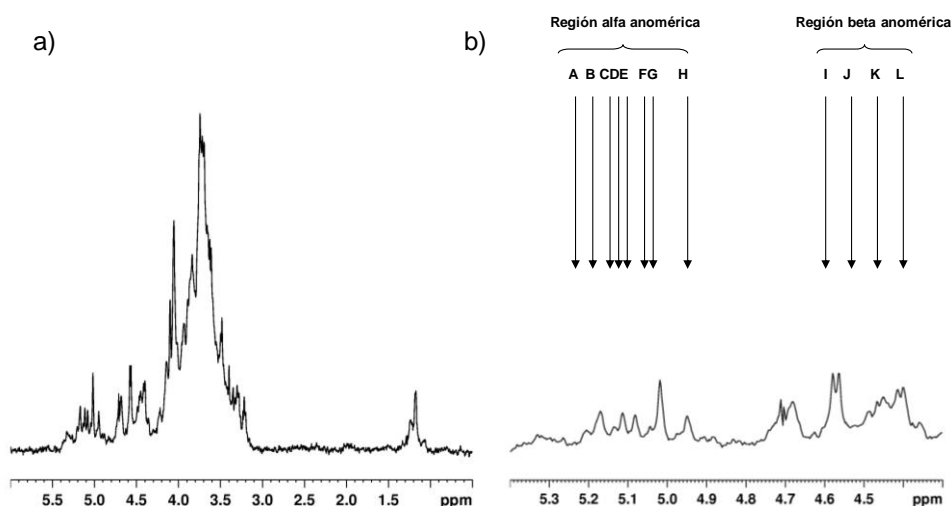 a)
5.5 5.0 4.5 4.0 3.5 3.0 2.5 2.0 1.5 ppm
b)
Región alfa anomérica
Región beta anomérica
A B CDE FG H I J K L
5.3 5.2 5.1 5.0 4.9 4.8 4.7 4.6 4.5 ppm